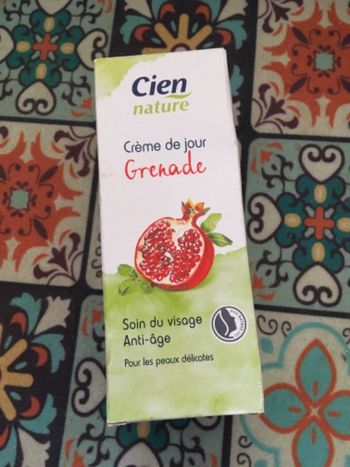 Cien
nature
Crème de jour
Grenade
Soin du visage
Anti-âge
Pour les peaux délicates